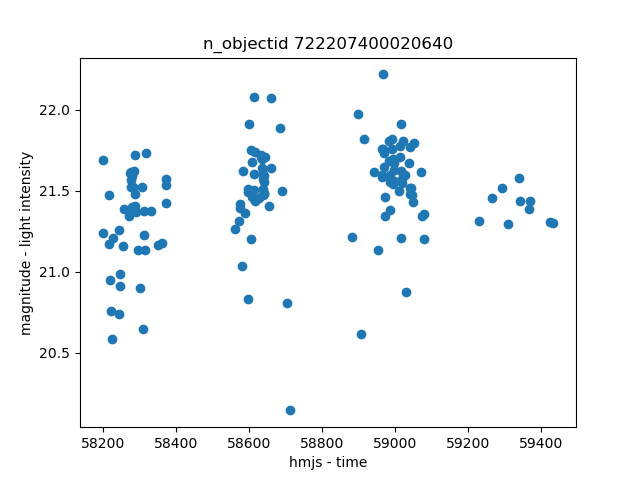 n_objectid 722207400020640
22.0
21.5
21.0
20.5
magnitude - light intensity
58200 58400 58600 58800 59000 59200 59400
hmjs - time